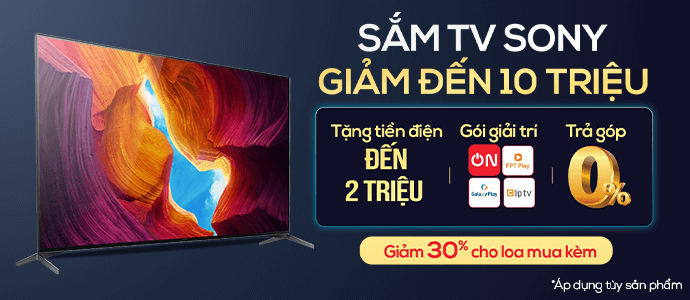 SẮM TV SONY
GIẢM ĐẾN 10 TRIỆU
Tặng tiền điện
ĐẾN
2 TRIỆU
Gói giải trí
ON
FPT Play
Galaxy Play
Clip tv
Trả góp
0%
Giảm 30% cho loa mua kèm
*Áp dụng tùy sản phẩm